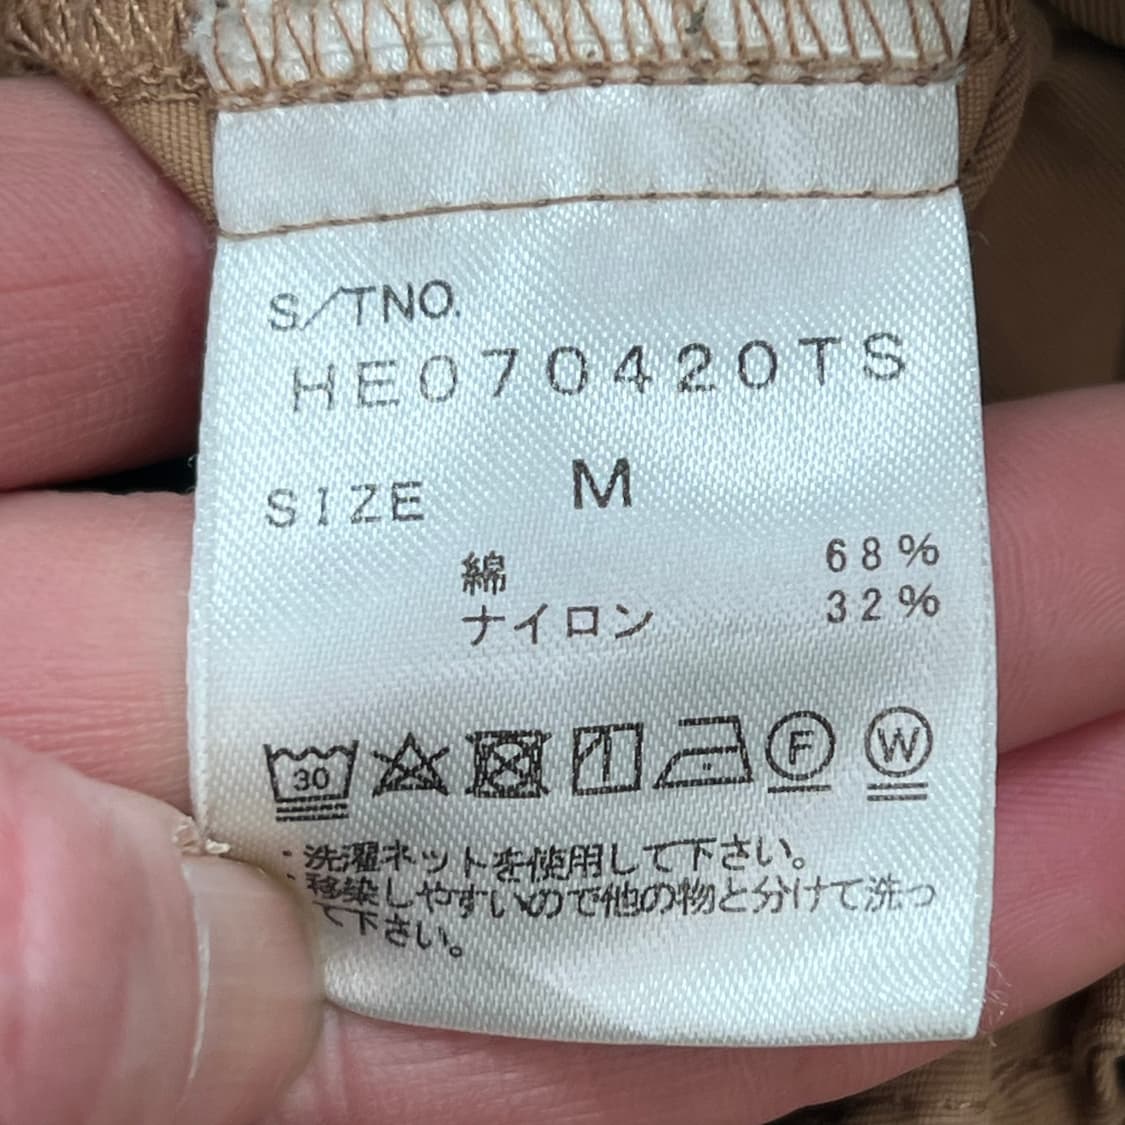 S/TNO.
HE070420TS
SIZE M
綿 68%
ナイロン 32%
30 F W
・洗濯ネットを使用して下さい。
・移染しやすいので他の物と分けて洗っ
て下さい。